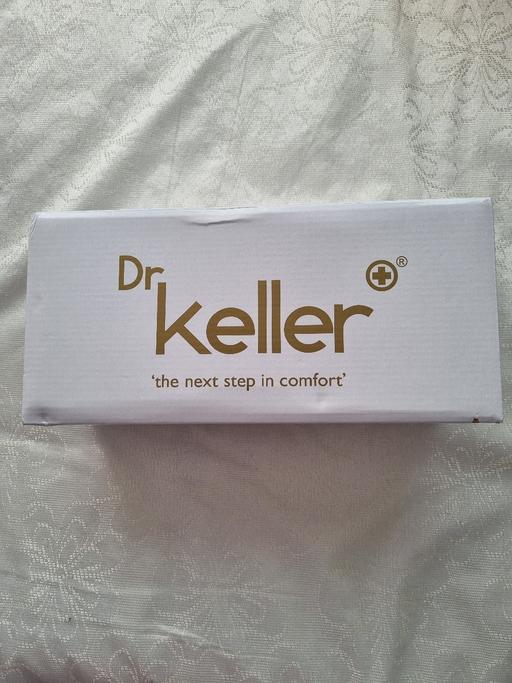 Dr
keller ®
‘the next step in comfort’